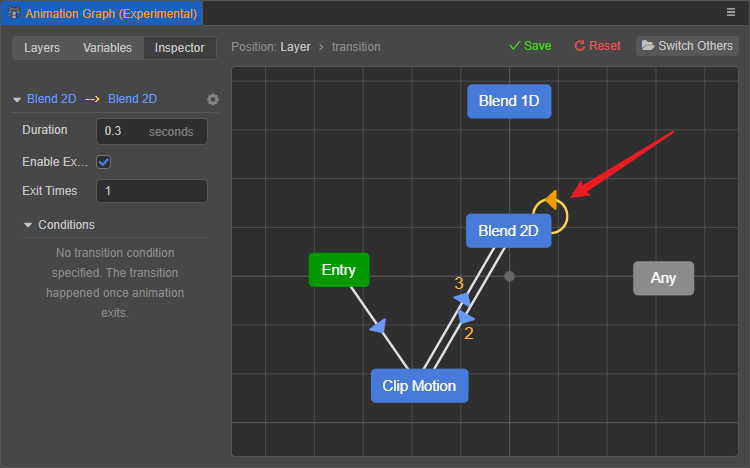 Animation Graph (Experimental)
Layers Variables Inspector
Position: Layer > transition
Save Reset Switch Others
Blend 2D --> Blend 2D
Duration 0.3 seconds
Enable Ex...
Exit Times 1
Conditions
No transition condition
specified. The transition
happened once animation
exits.
Blend 1D
Blend 2D
Entry
Any
3
2
Clip Motion